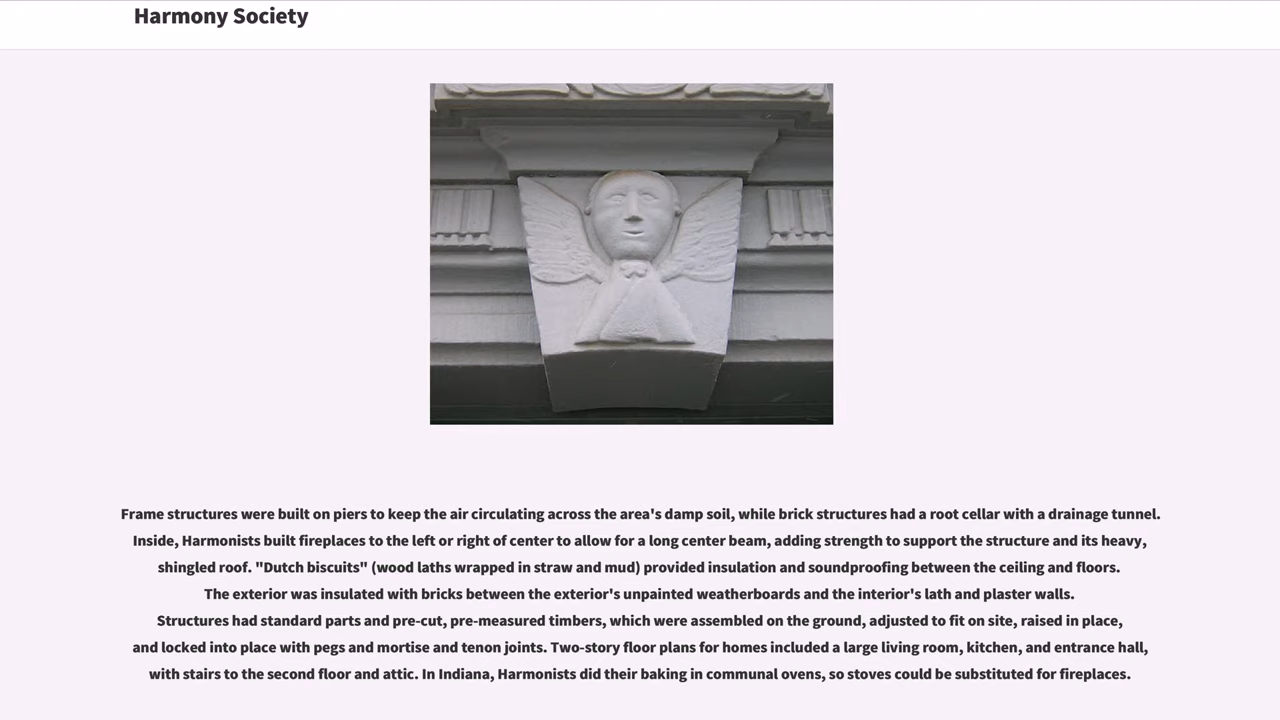 Harmony Society
Frame structures were built on piers to keep the air circulating across the area's damp soil, while brick structures had a root cellar with a drainage tunnel.
Inside, Harmonists built fireplaces to the left or right of center to allow for a long center beam, adding strength to support the structure and its heavy,
shingled roof. "Dutch biscuits" (wood laths wrapped in straw and mud) provided insulation and soundproofing between the ceiling and floors.
The exterior was insulated with bricks between the exterior's unpainted weatherboards and the interior's lath and plaster walls.
Structures had standard parts and pre-cut, pre-measured timbers, which were assembled on the ground, adjusted to fit on site, raised in place,
and locked into place with pegs and mortise and tenon joints. Two-story floor plans for homes included a large living room, kitchen, and entrance hall,
with stairs to the second floor and attic. In Indiana, Harmonists did their baking in communal ovens, so stoves could be substituted for fireplaces.